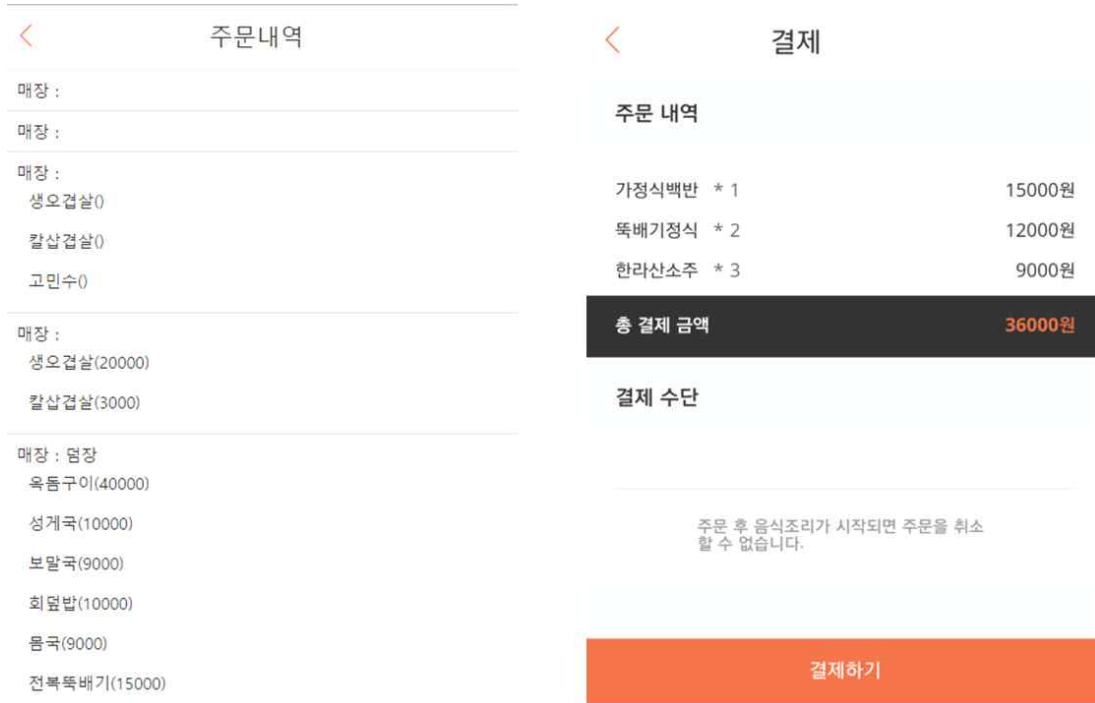 주문내역
매장 :
매장 :
매장 :
생오겹살()
칼삽겹살()
고민수()
매장 :
생오겹살(20000)
칼삽겹살(3000)
매장 : 덤장
옥돔구이(40000)
성게국(10000)
보말국(9000)
회덮밥(10000)
몸국(9000)
전복뚝배기(15000)
결제
주문 내역
가정식백반 * 1 15000원
뚝배기정식 * 2 12000원
한라산소주 * 3 9000원
총 결제 금액 36000원
결제 수단
주문 후 음식조리가 시작되면 주문을 취소
할 수 없습니다.
결제하기